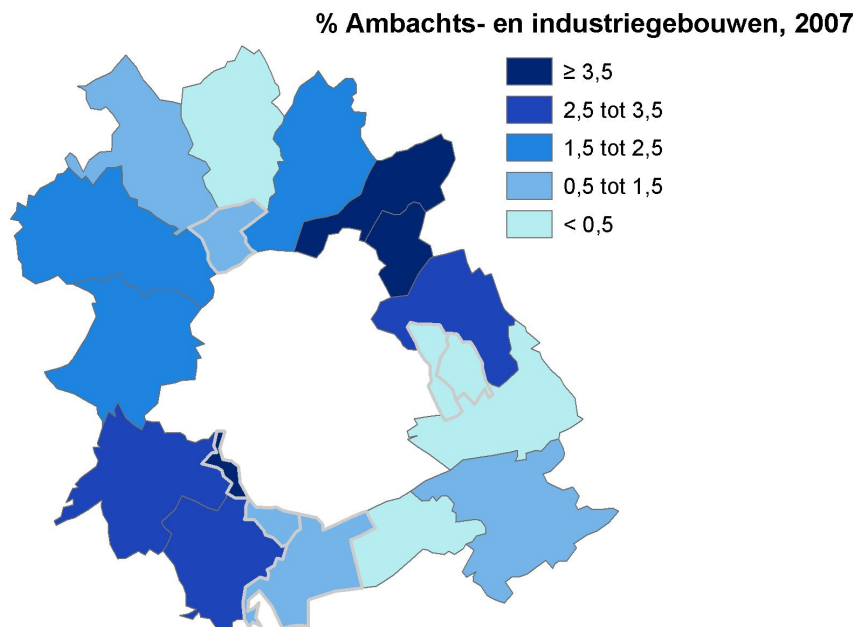 % Ambachts- en industriegebouwen, 2007
≥ 3,5
2,5 tot 3,5
1,5 tot 2,5
0,5 tot 1,5
< 0,5